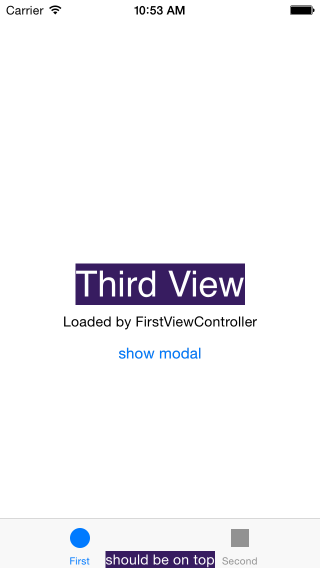 Carrier 10:53 AM
Third View
Loaded by FirstViewController
show modal
First should be on top Second